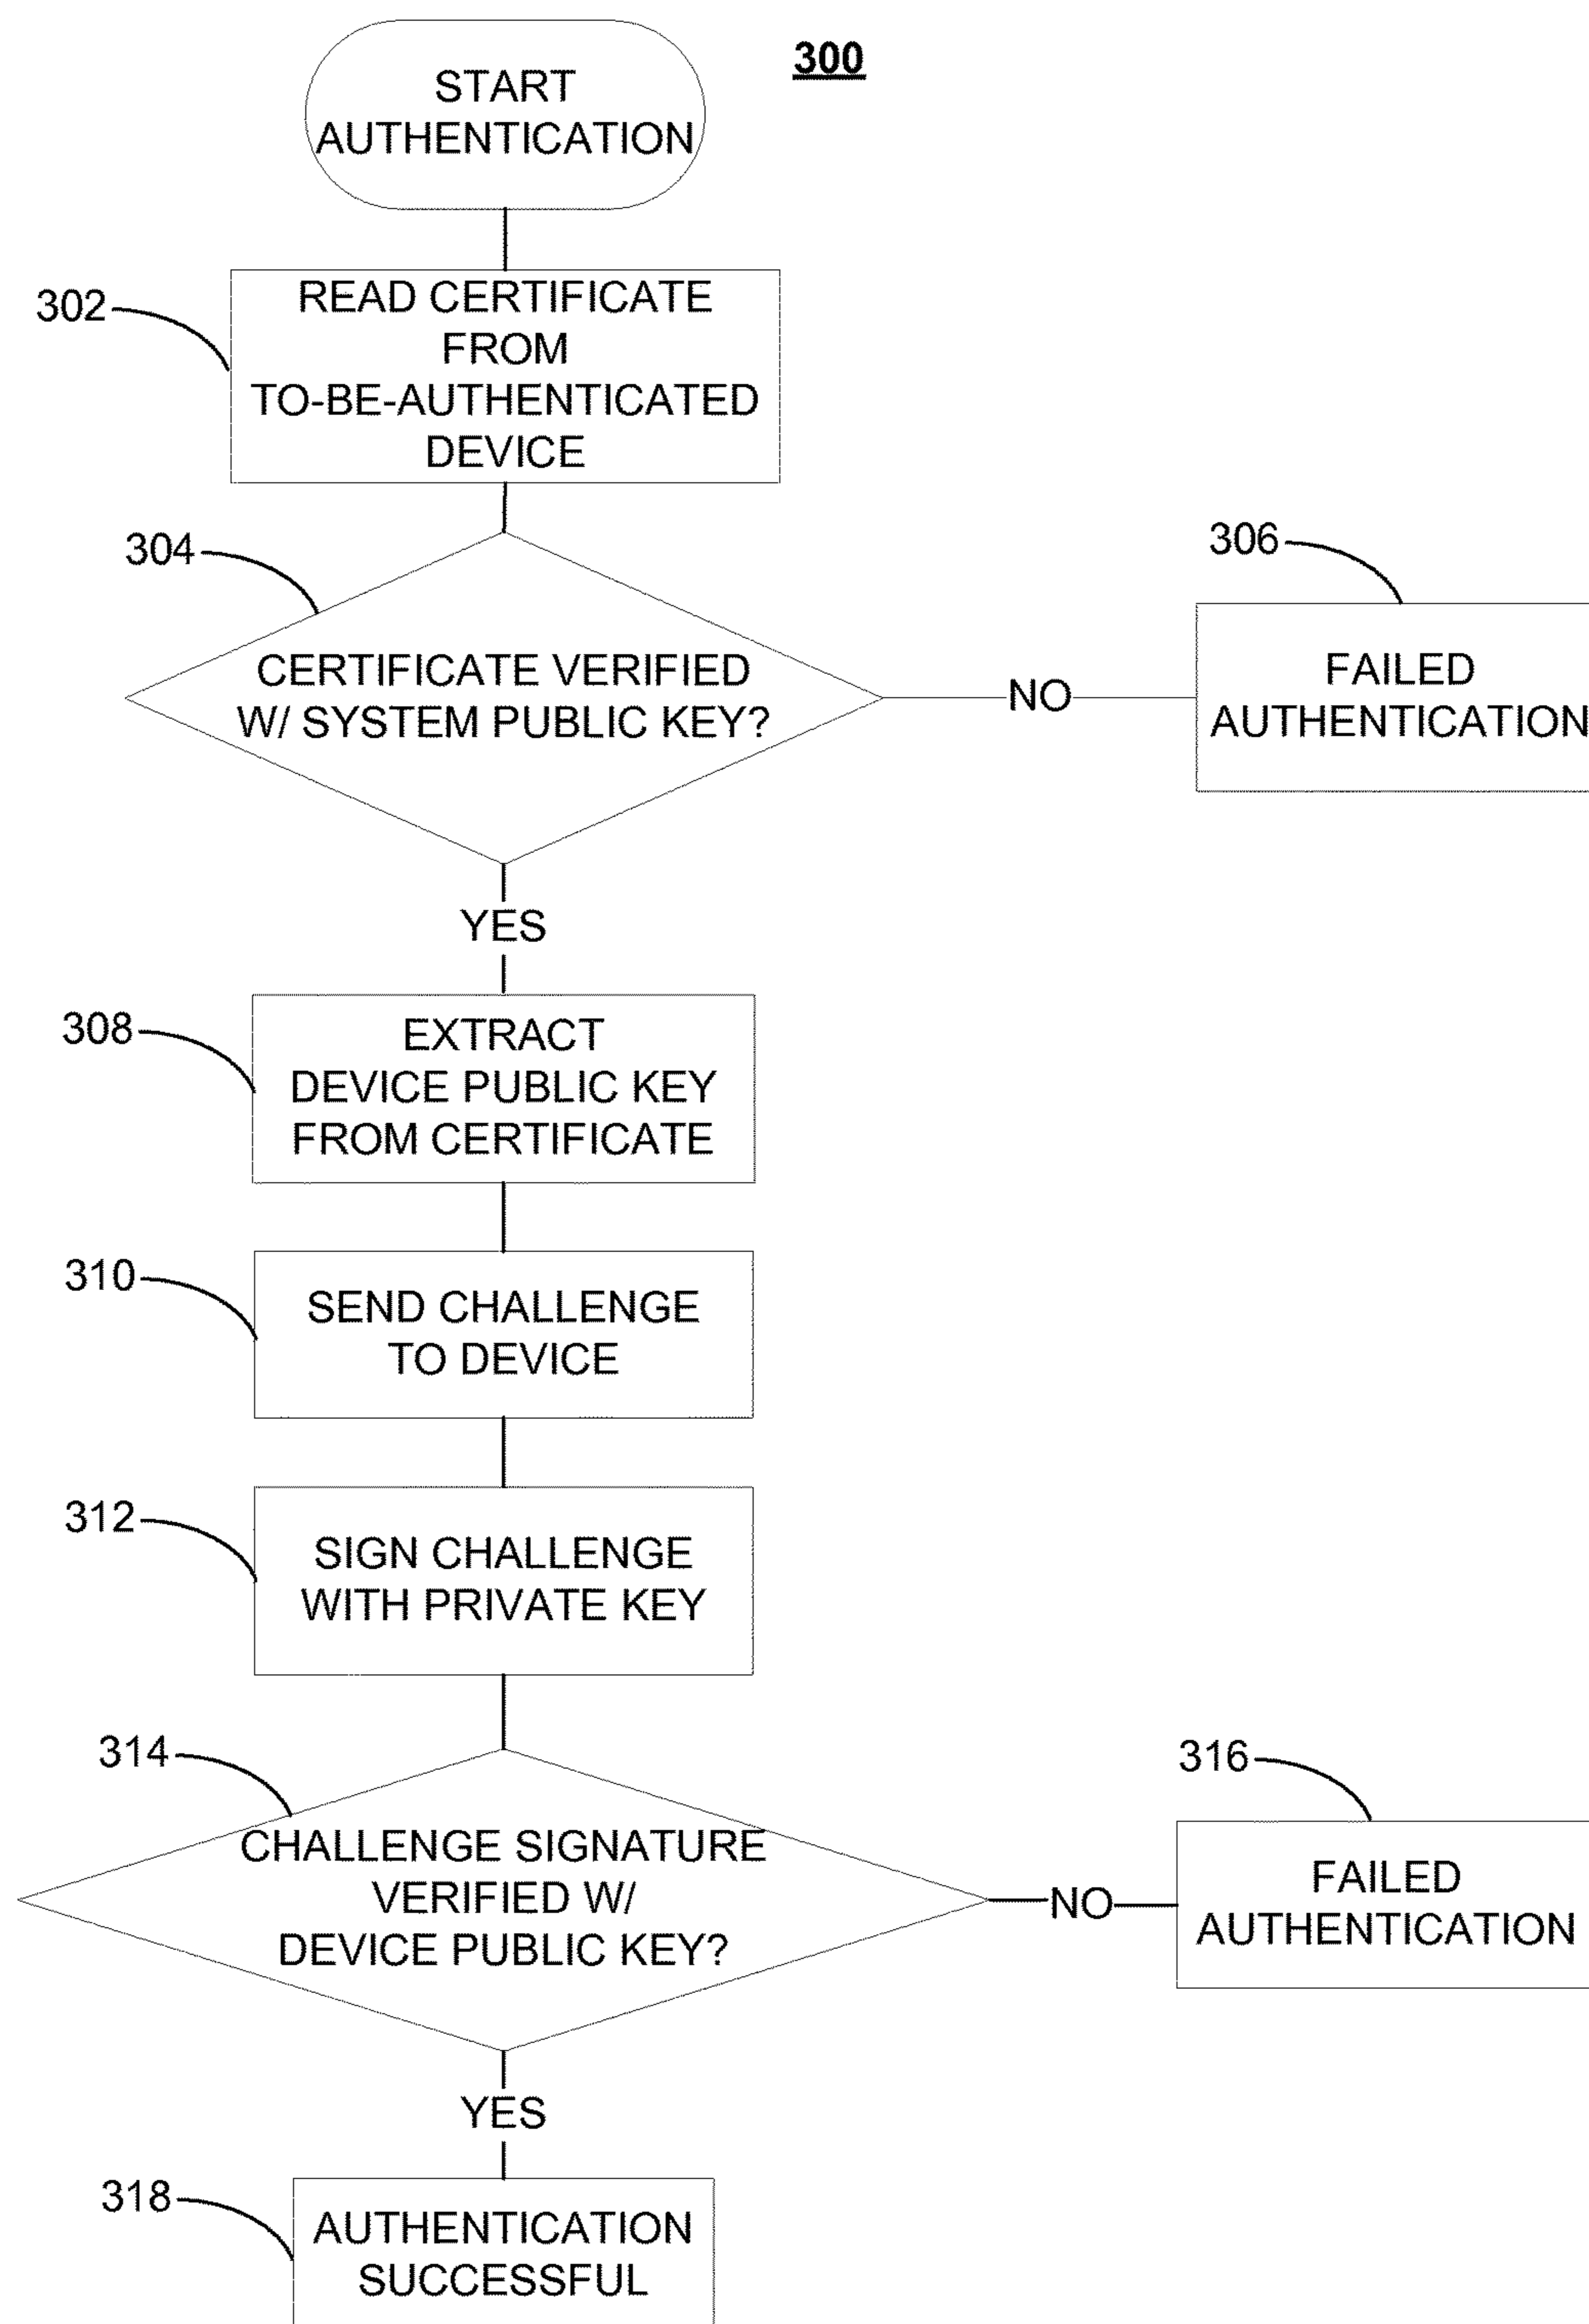 300
START
AUTHENTICATION
302
READ CERTIFICATE
FROM
TO-BE-AUTHENTICATED
DEVICE
304
CERTIFICATE VERIFIED
W/ SYSTEM PUBLIC KEY?
NO
306
FAILED
AUTHENTICATION
YES
308
EXTRACT
DEVICE PUBLIC KEY
FROM CERTIFICATE
310
SEND CHALLENGE
TO DEVICE
312
SIGN CHALLENGE
WITH PRIVATE KEY
314
CHALLENGE SIGNATURE
VERIFIED W/
DEVICE PUBLIC KEY?
NO
316
FAILED
AUTHENTICATION
YES
318
AUTHENTICATION
SUCCESSFUL